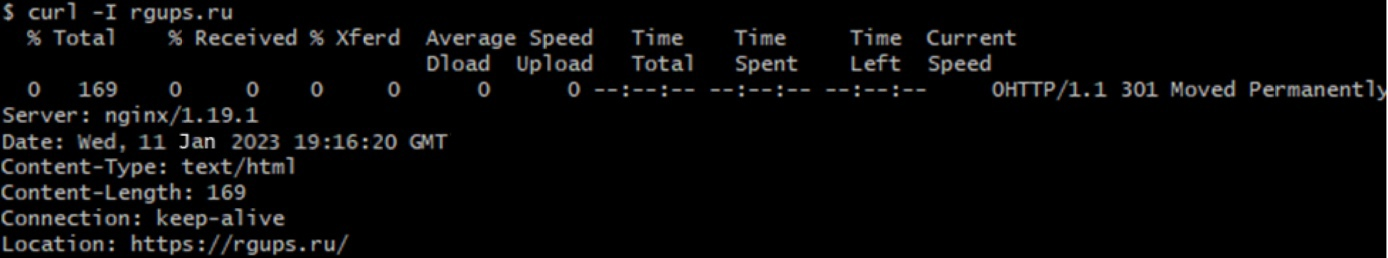 $ curl -I rgups.ru
% Total % Received % Xferd Average Speed Time Time Time Current
Dload Upload Total Spent Left Speed
0 169 0 0 0 0 0 0 --:--:-- --:--:-- --:--:-- 0HTTP/1.1 301 Moved Permanently
Server: nginx/1.19.1
Date: Wed, 11 Jan 2023 19:16:20 GMT
Content-Type: text/html
Content-Length: 169
Connection: keep-alive
Location: https://rgups.ru/